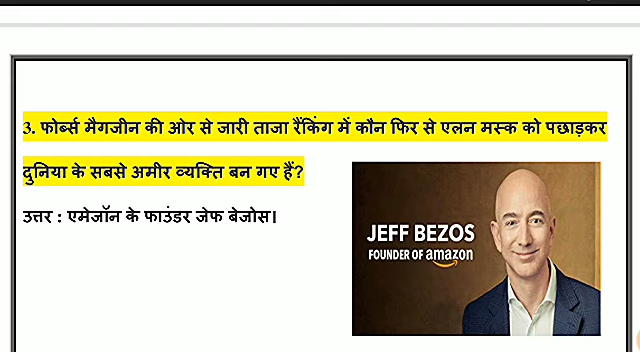 3. फोर्ब्स मैगजीन की ओर से जारी ताजा रैंकिंग में कौन फिर से एलन मस्क को पछाड़कर
दुनिया के सबसे अमीर व्यक्ति बन गए हैं?
उत्तर : एमेजॉन के फाउंडर जेफ बेजोस।
JEFF BEZOS
FOUNDER OF amazon